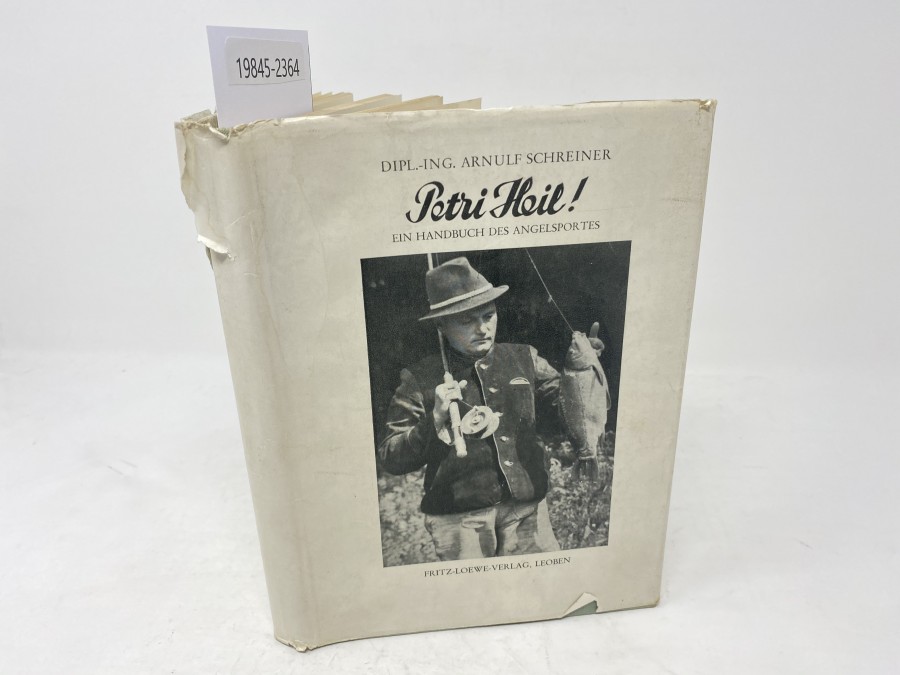 19845-2364
DIPL.-ING. ARNULF SCHREINER
Petri Heil!
EIN HANDBUCH DES ANGELSPORTES
FRITZ-LOEWE-VERLAG, LEOBEN